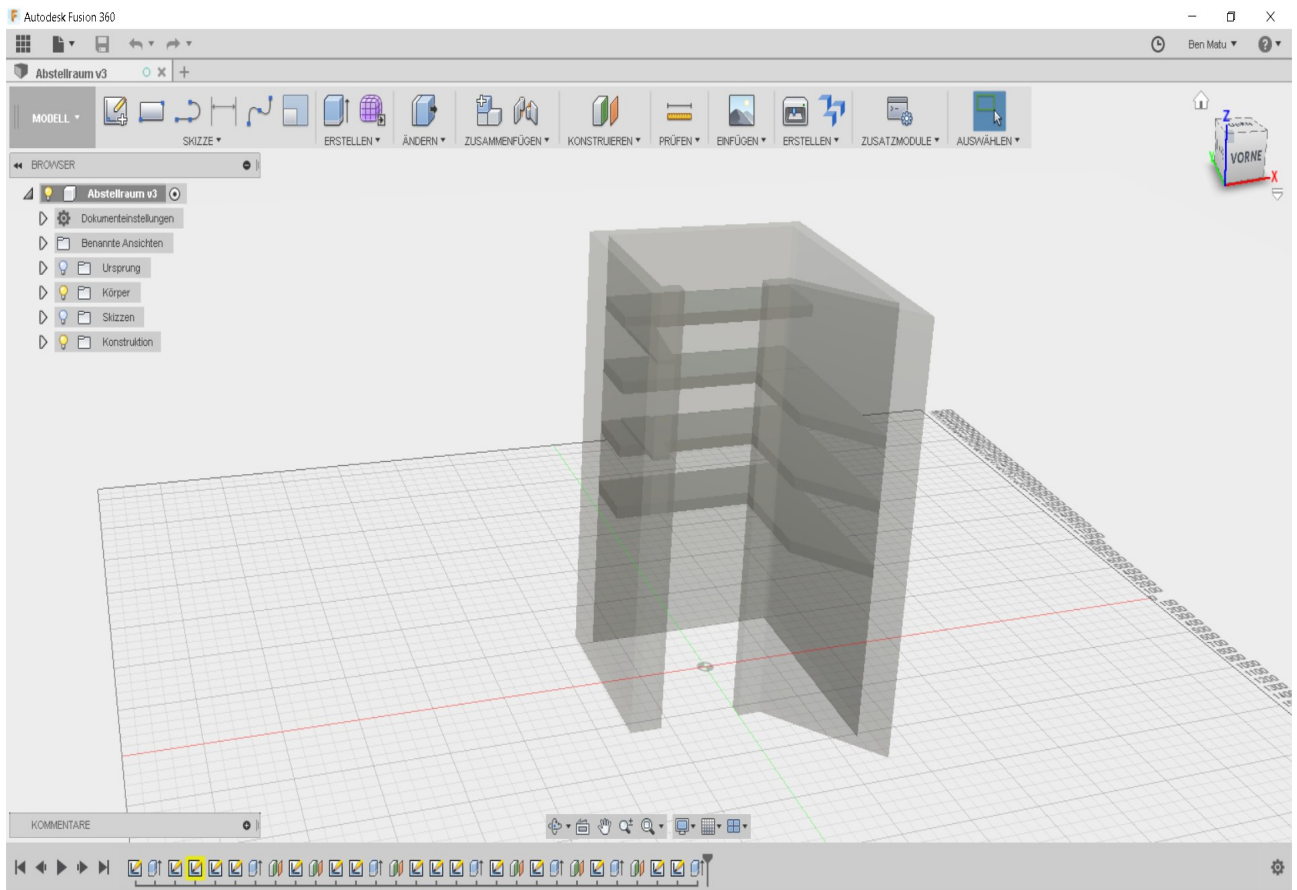 Autodesk Fusion 360
Ben Matu
Abstellraum v3
MODELL
SKIZZE
ERSTELLEN
ÄNDERN
ZUSAMMENFÜGEN
KONSTRUIEREN
PRÜFEN
EINFÜGEN
ERSTELLEN
ZUSATZMODULE
AUSWÄHLEN
BROWSER
Abstellraum v3
Dokumenteinstellungen
Benannte Ansichten
Ursprung
Körper
Skizzen
Konstruktion
Z
VORNE
X
Y
KOMMENTARE